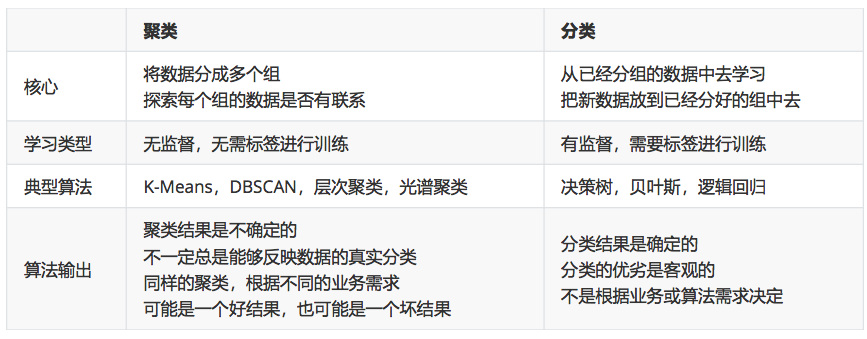 聚类
分类
核心
将数据分成多个组
探索每个组的数据是否有联系
从已经分组的数据中去学习
把新数据放到已经分好的组中去
学习类型
无监督，无需标签进行训练
有监督，需要标签进行训练
典型算法
K-Means，DBSCAN，层次聚类，光谱聚类
决策树，贝叶斯，逻辑回归
算法输出
聚类结果是不确定的
不一定总是能够反映数据的真实分类
同样的聚类，根据不同的业务需求
可能是一个好结果，也可能是一个坏结果
分类结果是确定的
分类的优劣是客观的
不是根据业务或算法需求决定